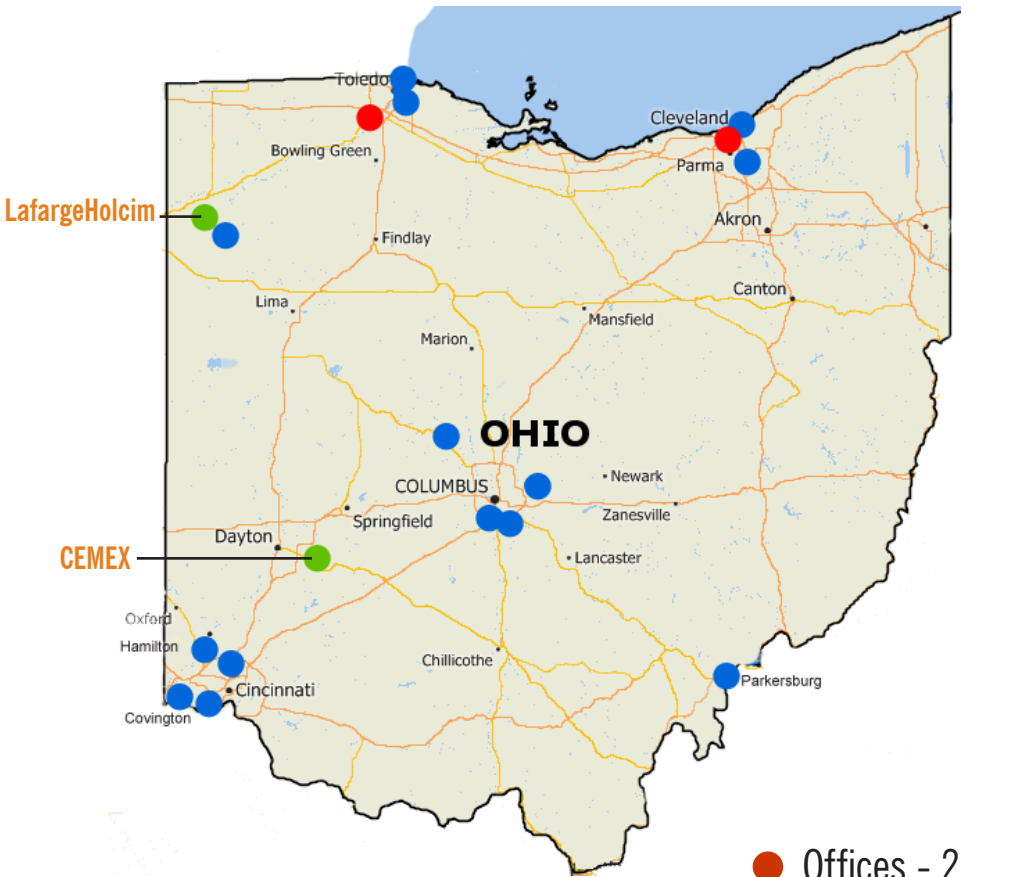 Toledo
Cleveland
Bowling Green
Parma
LafargeHolcim
Akron
Findlay
Canton
Lima
Mansfield
Marion
OHIO
Newark
COLUMBUS
Zanesville
Springfield
Dayton
CEMEX
Lancaster
Oxford
Hamilton
Chillicothe
Parkersburg
Cincinnati
Covington
Offices - 2